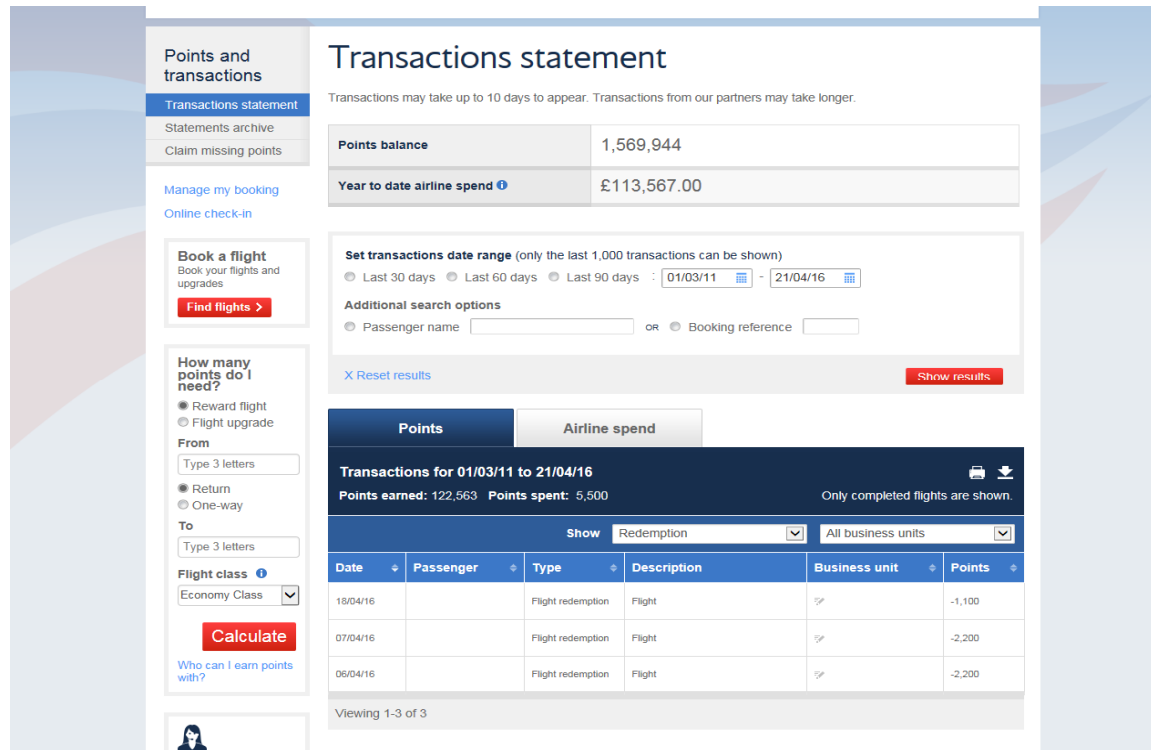 Points and
transactions
Transactions statement
Statements archive
Claim missing points
Manage my booking
Online check-in
Book a flight
Book your flights and
upgrades
Find flights >
How many
points do I
need?
Reward flight
Flight upgrade
From
Type 3 letters
Return
One-way
To
Type 3 letters
Flight class
Economy Class
Calculate
Who can I earn points
with?
Transactions statement
Transactions may take up to 10 days to appear. Transactions from our partners may take longer.
Points balance 1,569,944
Year to date airline spend £113,567.00
Set transactions date range (only the last 1,000 transactions can be shown)
Last 30 days Last 60 days Last 90 days : 01/03/11 - 21/04/16
Additional search options
Passenger name OR Booking reference
X Reset results Show results
Points Airline spend
Transactions for 01/03/11 to 21/04/16
Points earned: 122,563 Points spent: 5,500 Only completed flights are shown.
Show Redemption All business units
Date Passenger Type Description Business unit Points
18/04/16 Flight redemption Flight -1,100
07/04/16 Flight redemption Flight -2,200
06/04/16 Flight redemption Flight -2,200
Viewing 1-3 of 3